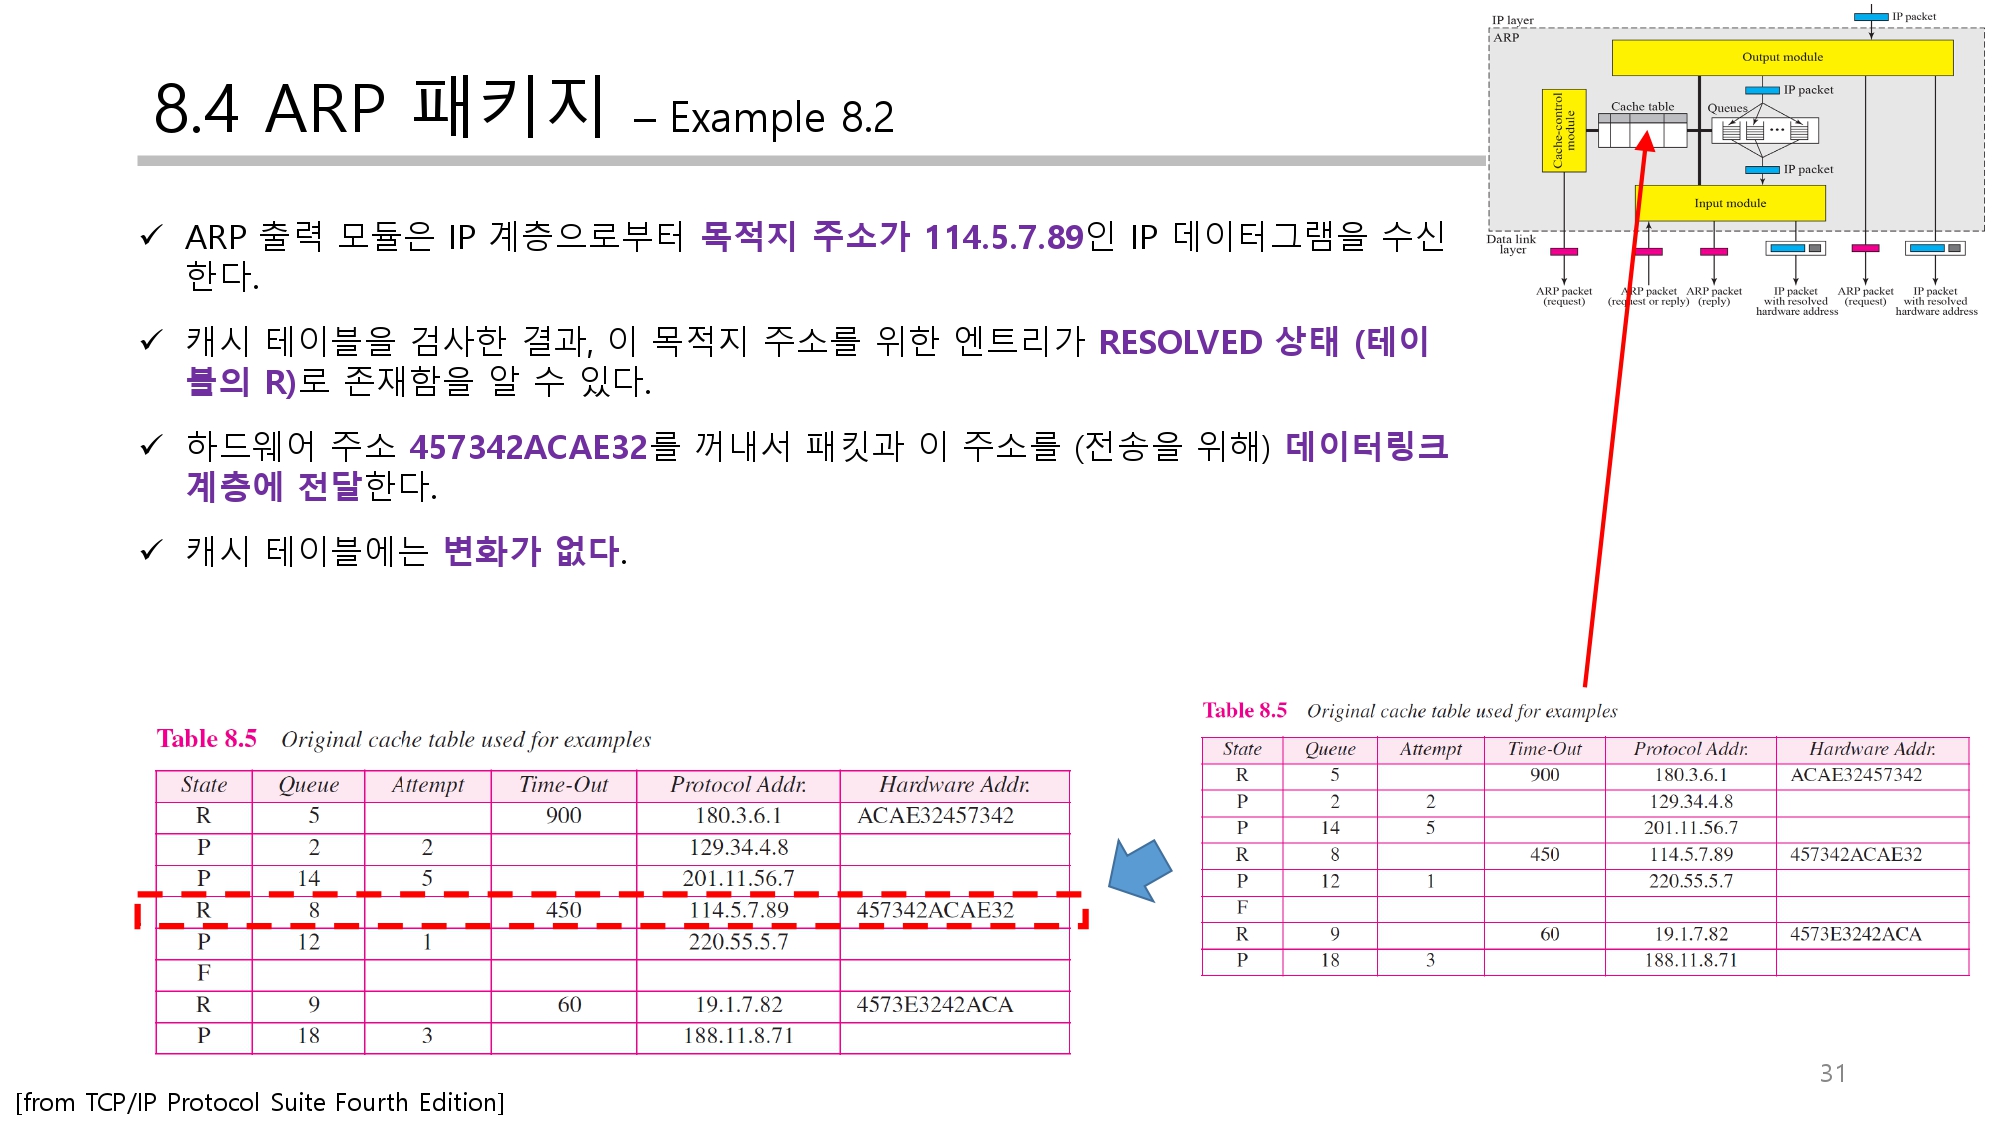 8.4 ARP 패키지 – Example 8.2
✓ ARP 출력 모듈은 IP 계층으로부터 목적지 주소가 114.5.7.89인 IP 데이터그램을 수신
한다.
✓ 캐시 테이블을 검사한 결과, 이 목적지 주소를 위한 엔트리가 RESOLVED 상태 (테이
블의 R)로 존재함을 알 수 있다.
✓ 하드웨어 주소 457342ACAE32를 꺼내서 패킷과 이 주소를 (전송을 위해) 데이터링크
계층에 전달한다.
✓ 캐시 테이블에는 변화가 없다.
IP packet
IP layer
ARP
Output module
IP packet
Cache-control
module
Cache table
Queues
IP packet
Input module
Data link
layer
ARP packet
(request)
ARP packet
(request or reply)
ARP packet
(reply)
IP packet
with resolved
hardware address
ARP packet
(request)
IP packet
with resolved
hardware address
Table 8.5 Original cache table used for examples
State Queue Attempt Time-Out Protocol Addr. Hardware Addr.
R 5 900 180.3.6.1 ACAE32457342
P 2 2 129.34.4.8
P 14 5 201.11.56.7
R 8 450 114.5.7.89 457342ACAE32
P 12 1 220.55.5.7
F
R 9 60 19.1.7.82 4573E3242ACA
P 18 3 188.11.8.71
Table 8.5 Original cache table used for examples
State Queue Attempt Time-Out Protocol Addr. Hardware Addr.
R 5 900 180.3.6.1 ACAE32457342
P 2 2 129.34.4.8
P 14 5 201.11.56.7
R 8 450 114.5.7.89 457342ACAE32
P 12 1 220.55.5.7
F
R 9 60 19.1.7.82 4573E3242ACA
P 18 3 188.11.8.71
31
[from TCP/IP Protocol Suite Fourth Edition]